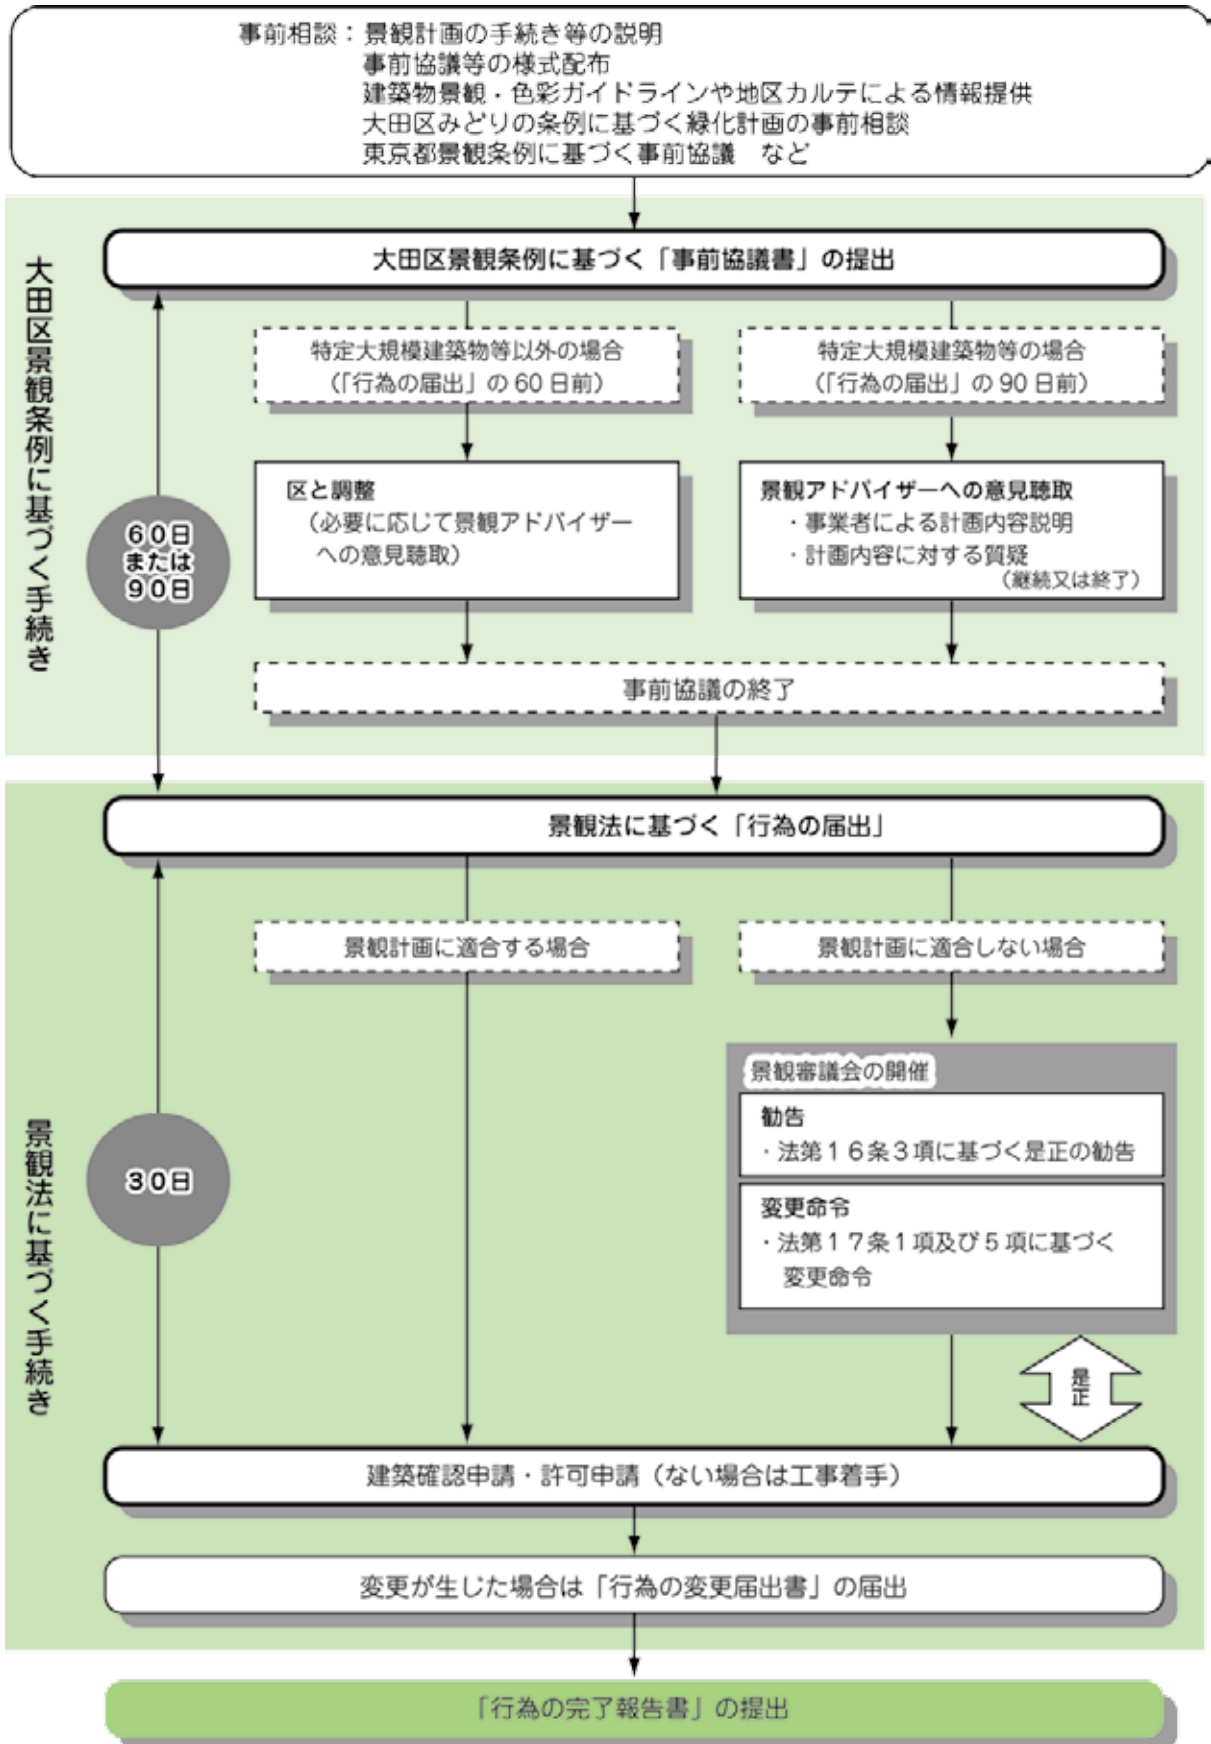 事前相談：景観計画の手続き等の説明
事前協議等の様式配布
建築物景観・色彩ガイドラインや地区カルテによる情報提供
大田区みどりの条例に基づく緑化計画の事前相談
東京都景観条例に基づく事前協議　など
大田区景観条例に基づく手続き
大田区景観条例に基づく「事前協議書」の提出
特定大規模建築物等以外の場合
（「行為の届出」の 60 日前）
特定大規模建築物等の場合
（「行為の届出」の 90 日前）
60日
または
90日
区と調整
（必要に応じて景観アドバイザー
への意見聴取）
景観アドバイザーへの意見聴取
・事業者による計画内容説明
・計画内容に対する質疑
（継続又は終了）
事前協議の終了
景観法に基づく手続き
景観法に基づく「行為の届出」
景観計画に適合する場合
景観計画に適合しない場合
30日
景観審議会の開催
勧告
・法第１６条３項に基づく是正の勧告
変更命令
・法第１７条１項及び５項に基づく
変更命令
是正
建築確認申請・許可申請（ない場合は工事着手）
変更が生じた場合は「行為の変更届出書」の届出
「行為の完了報告書」の提出